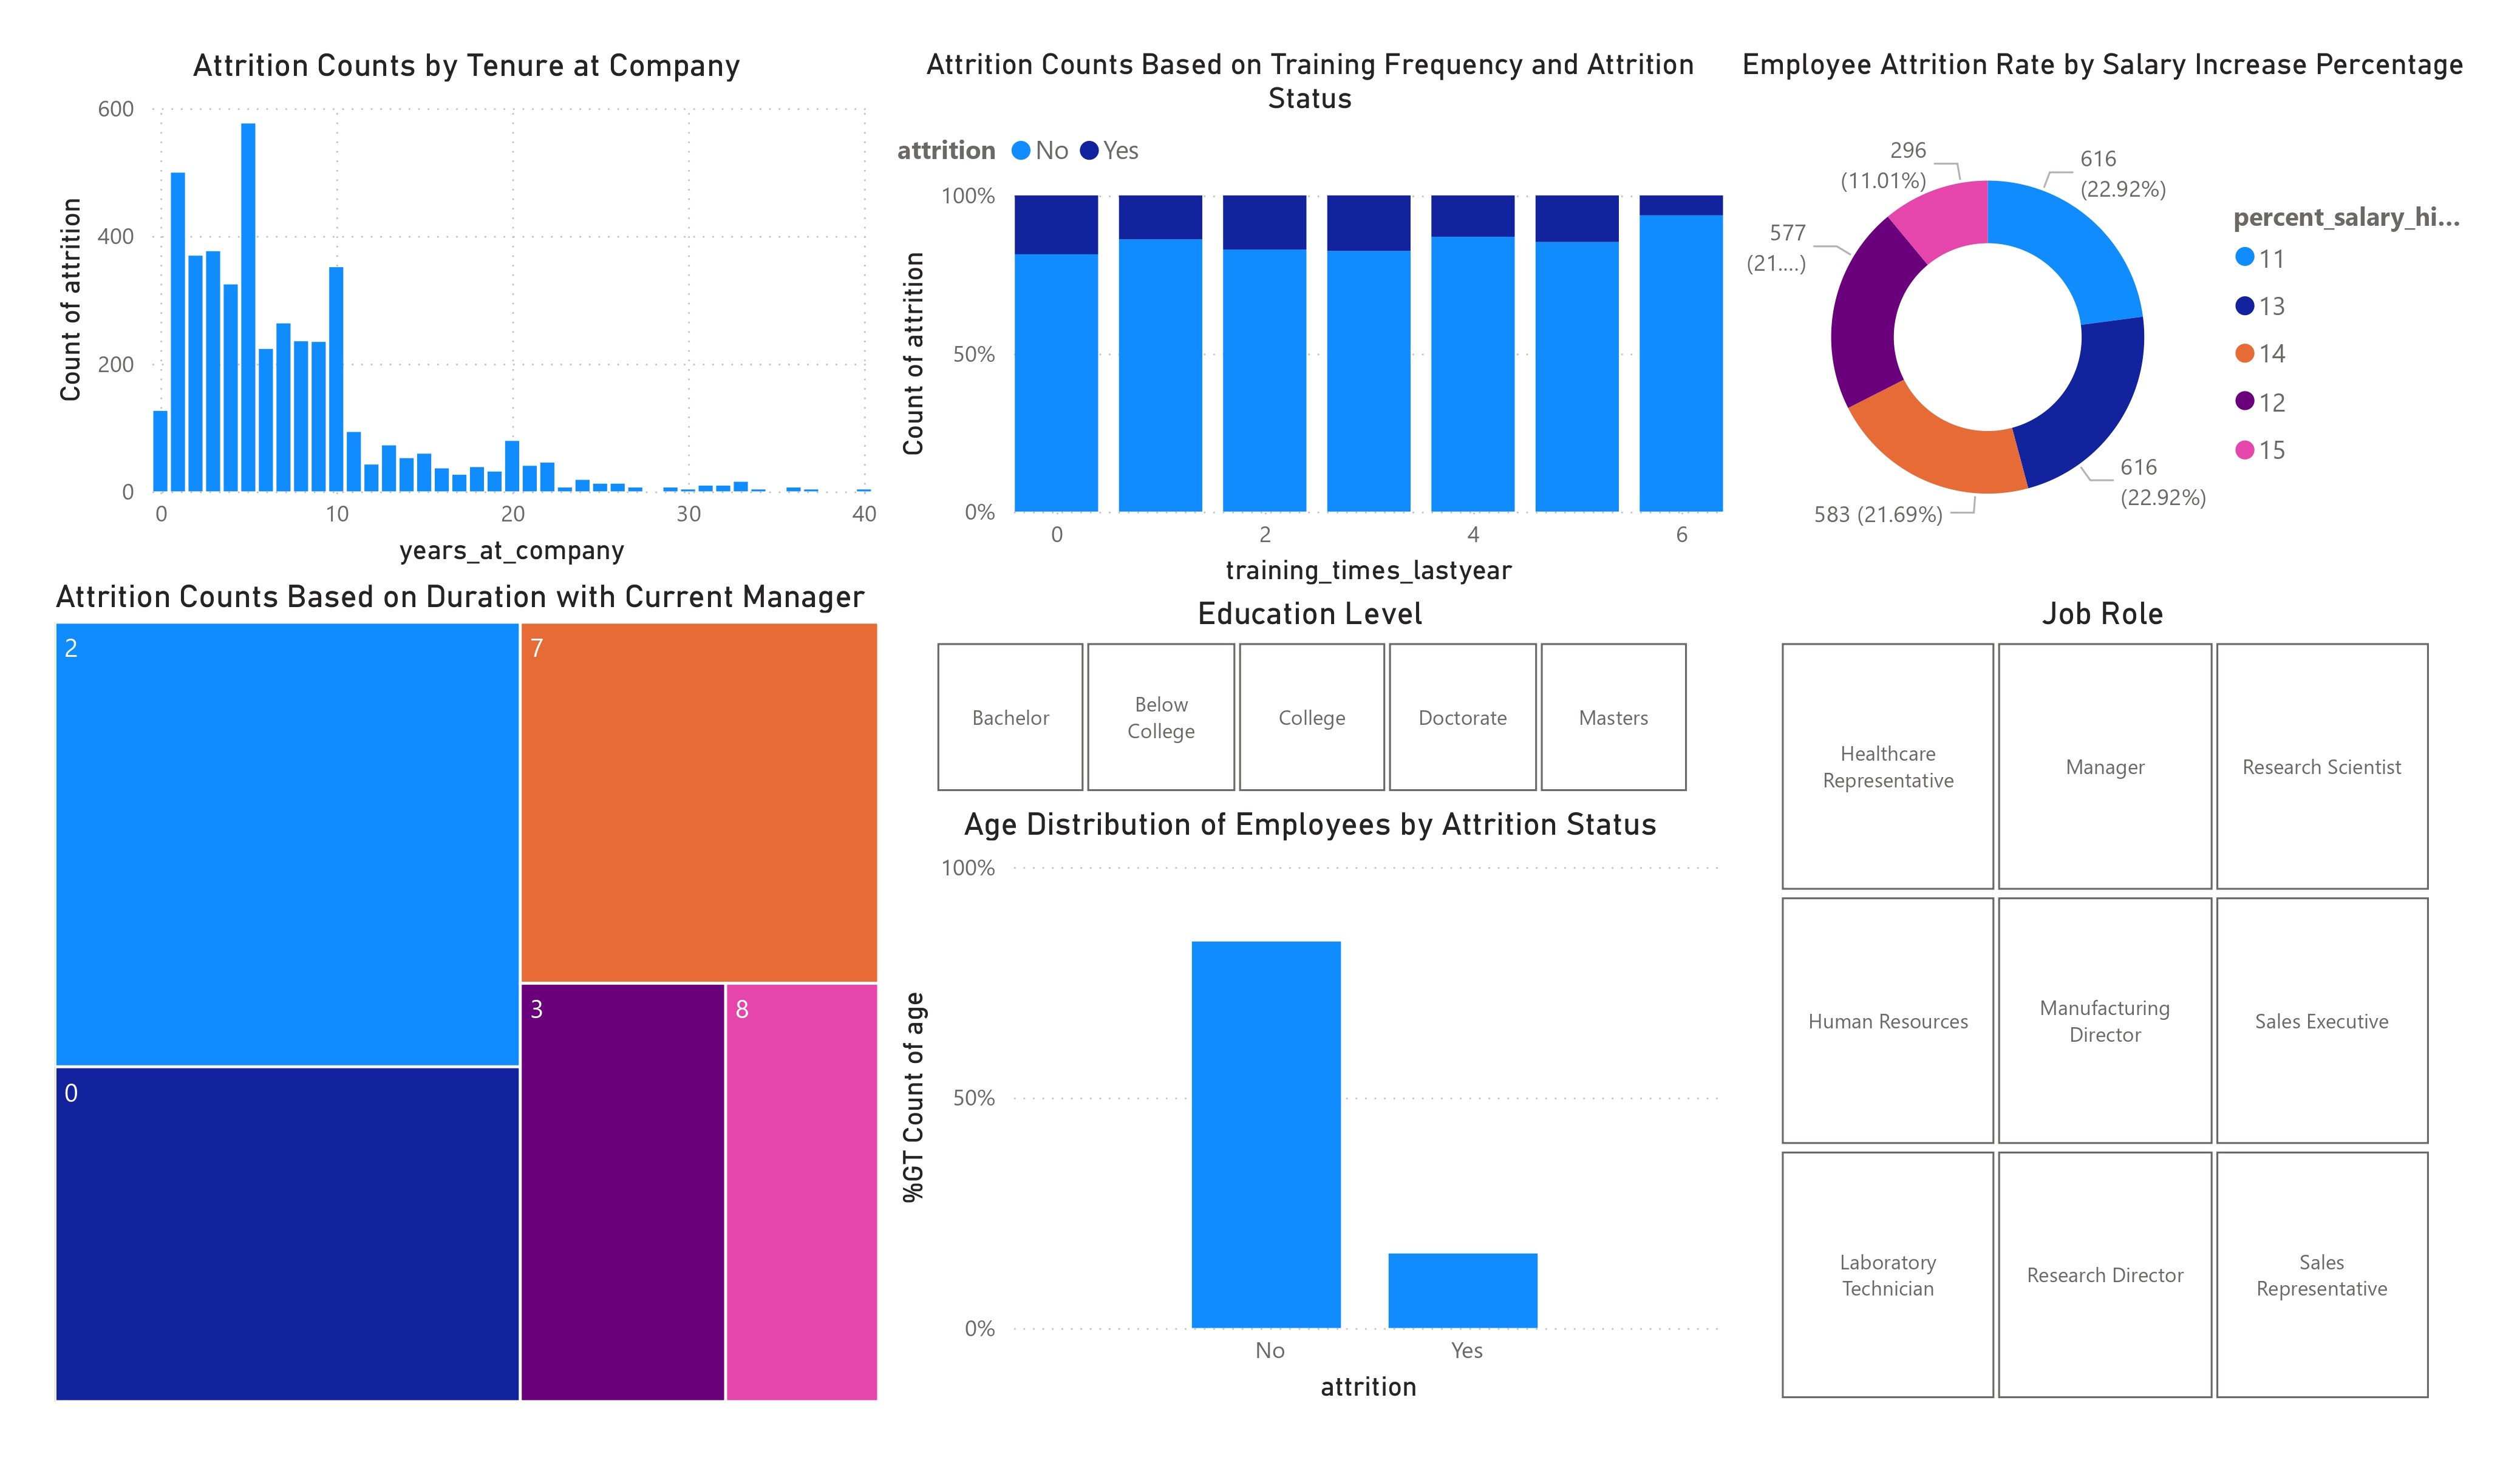 Attrition Counts by Tenure at Company
600
400
200
0
Count of attrition
0 10 20 30 40
years_at_company
Attrition Counts Based on Training Frequency and Attrition
Status
attrition No Yes
100%
50%
0%
Count of attrition
0 2 4 6
training_times_lastyear
Employee Attrition Rate by Salary Increase Percentage
296
(11.01%)
616
(22.92%)
577
(21....)
616
(22.92%)
583 (21.69%)
percent_salary_hi...
11
13
14
12
15
Attrition Counts Based on Duration with Current Manager
2
7
0
3
8
Education Level
Bachelor
Below
College
College
Doctorate
Masters
Age Distribution of Employees by Attrition Status
100%
50%
0%
%GT Count of age
No Yes
attrition
Job Role
Healthcare
Representative
Manager
Research Scientist
Human Resources
Manufacturing
Director
Sales Executive
Laboratory
Technician
Research Director
Sales
Representative